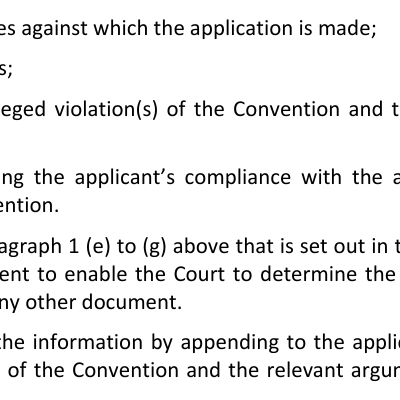 es against which the application is made;
s;
eged violation(s) of the Convention and t
ng the applicant's compliance with the a
ention.
agraph 1 (e) to (g) above that is set out in t
ent to enable the Court to determine the
ny other document.
the information by appending to the appli
of the Convention and the relevant argu